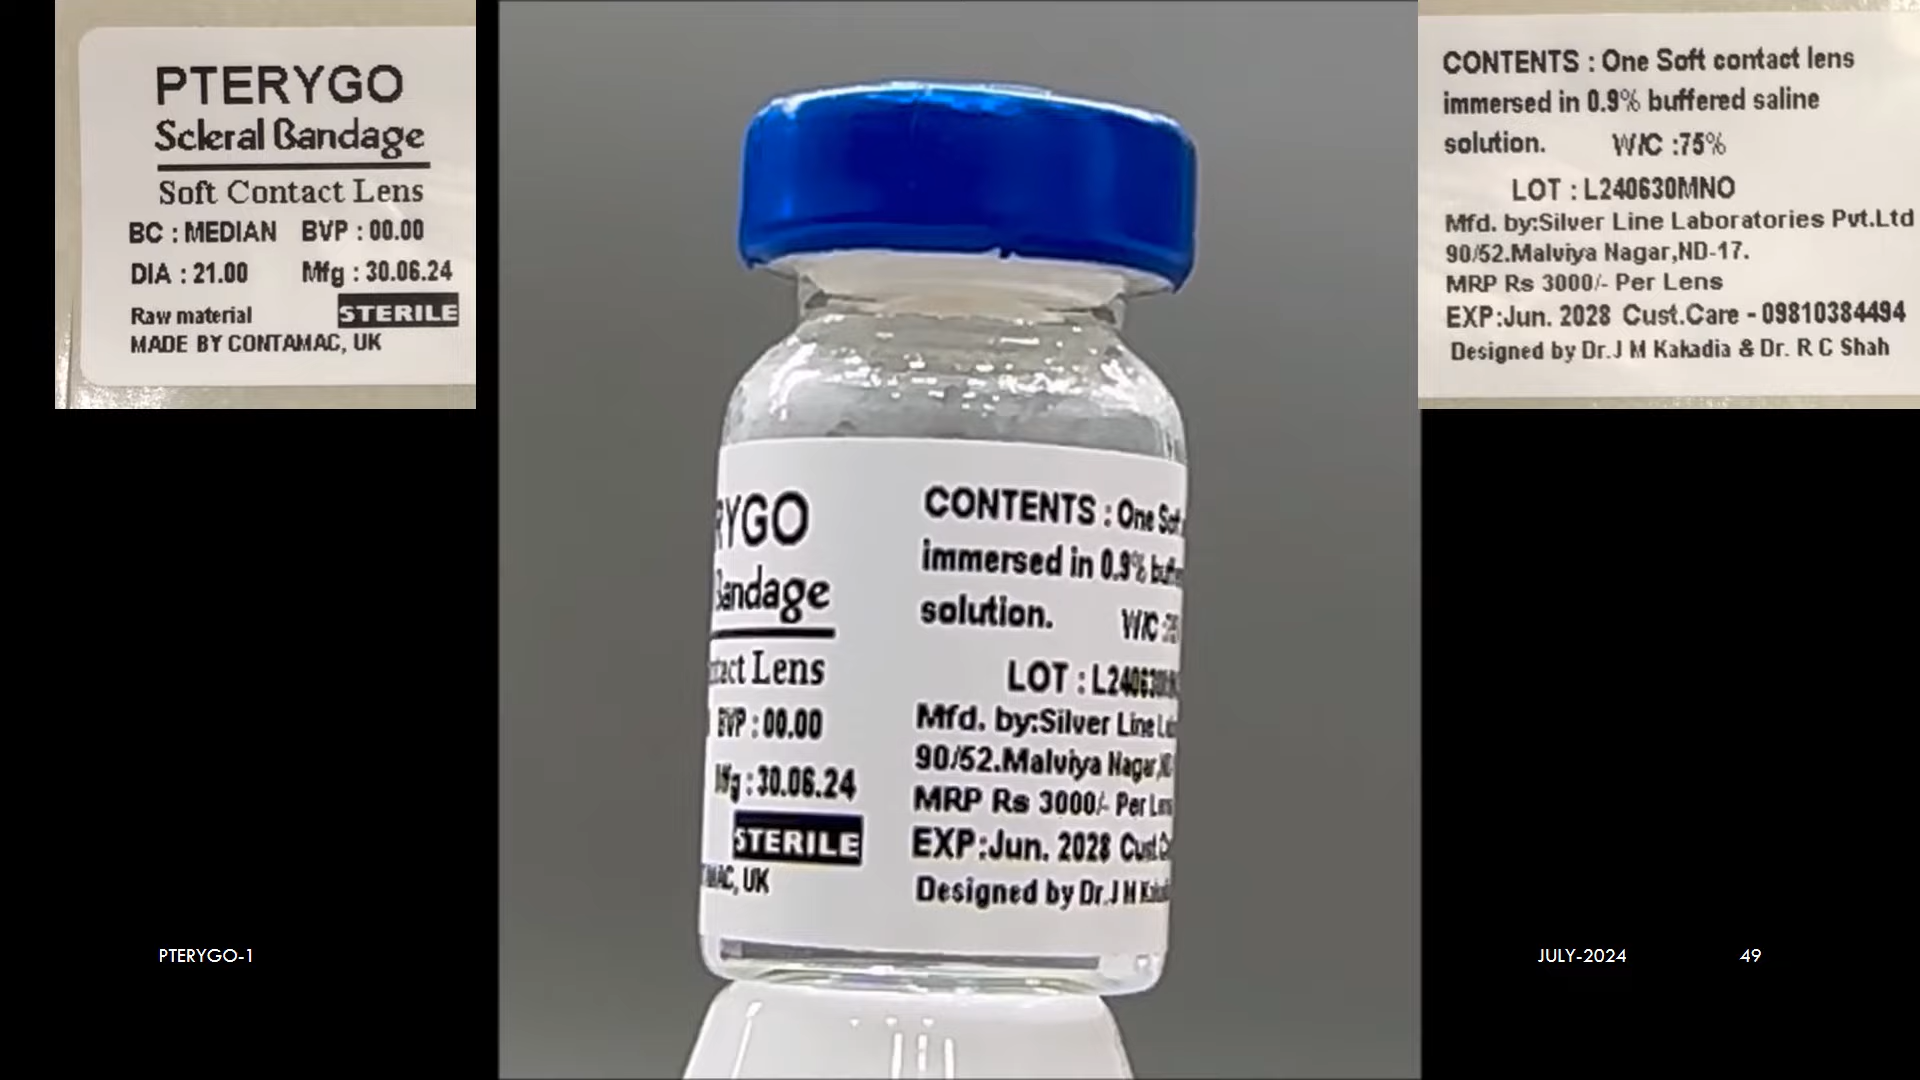 PTERYGO
Scleral Bandage
Soft Contact Lens
BC : MEDIAN BVP : 00.00
DIA : 21.00 Mfg : 30.06.24
Raw material STERILE
MADE BY CONTAMAC, UK
RYGO
Bandage
Lens
BVP : 00.00
Mfg : 30.06.24
STERILE
UK
CONTENTS : One Soft
immersed in 0.9%
solution. W/C
LOT :
Mfd. by:Silver Line
90/52.Malviya Nagar
MRP Rs 3000/- Per
EXP:Jun. 2028
Designed by Dr.J M
CONTENTS : One Soft contact lens
immersed in 0.9% buffered saline
solution. W/C :75%
LOT : L240630MNO
Mfd. by:Silver Line Laboratories Pvt.Ltd
90/52.Malviya Nagar,ND-17.
MRP Rs 3000/- Per Lens
EXP:Jun. 2028 Cust.Care - 09810384494
Designed by Dr.J M Kakadia & Dr. R C Shah
PTERYGO-1
JULY-2024 49